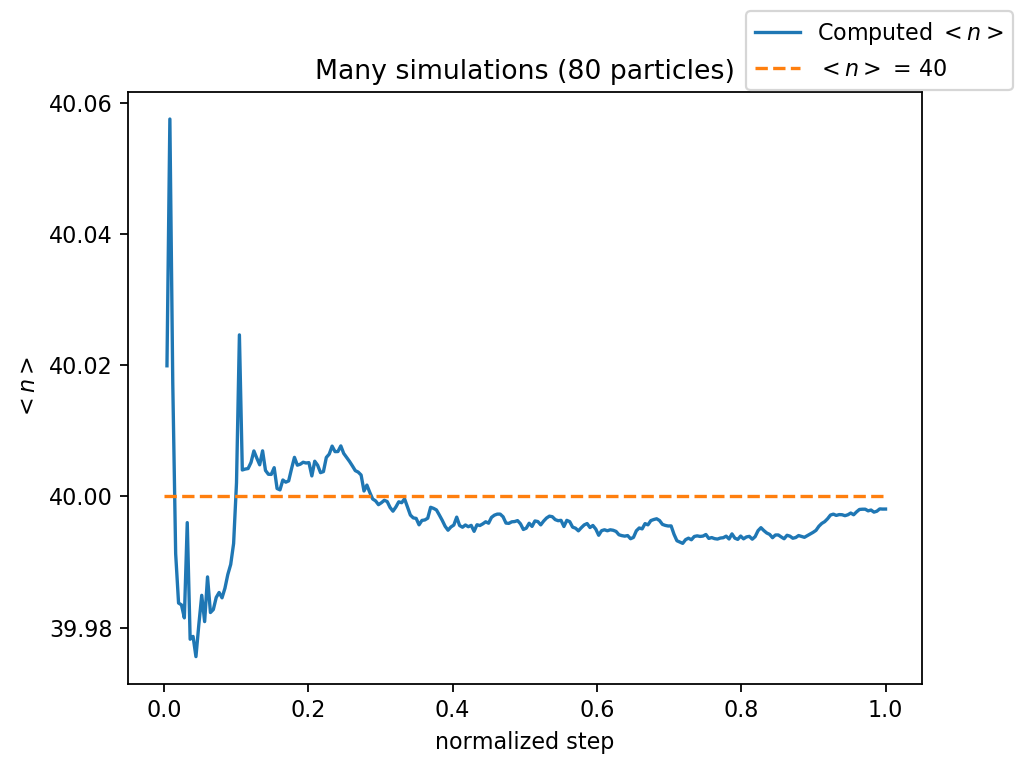 Computed <n>
<n> = 40
Many simulations (80 particles)
40.06
40.04
40.02
40.00
39.98
<n>
0.0 0.2 0.4 0.6 0.8 1.0
normalized step